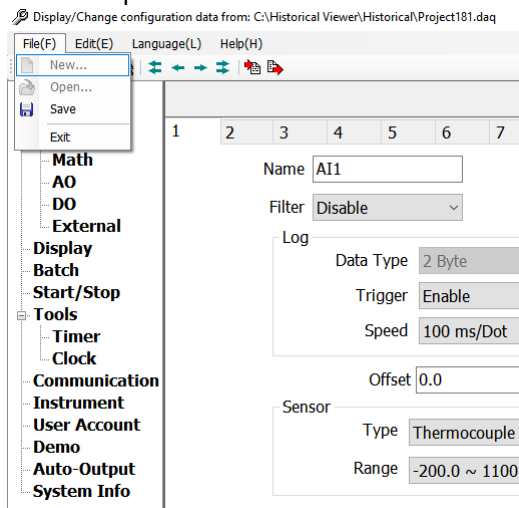 Display/Change configuration data from: C:\Historical Viewer\Historical\Project181.daq
File(F) Edit(E) Language(L) Help(H)
New...
Open...
Save
Exit
1 2 3 4 5 6 7
Math
AO
DO
External
Display
Batch
Start/Stop
Tools
Timer
Clock
Communication
Instrument
User Account
Demo
Auto-Output
System Info
Name AI1
Filter Disable
Log
Data Type 2 Byte
Trigger Enable
Speed 100 ms/Dot
Offset 0.0
Sensor
Type Thermocouple
Range -200.0 ~ 1100